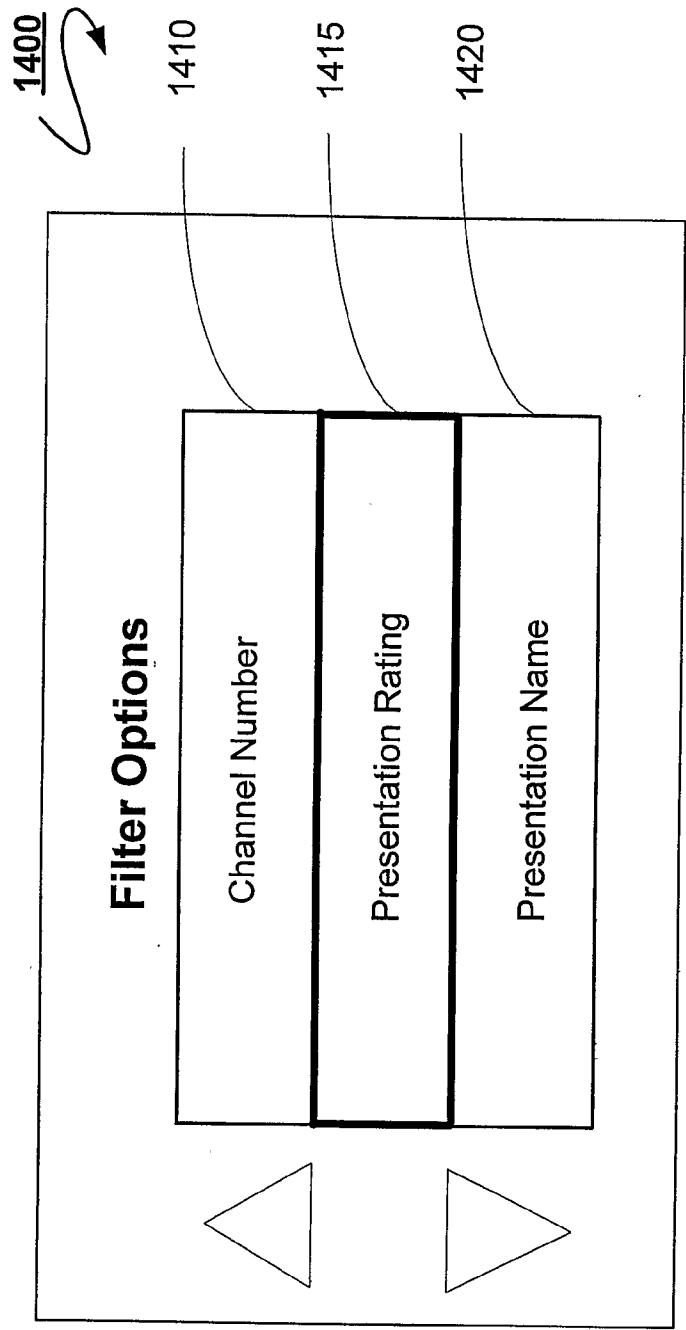 1400
Filter Options
Channel Number
1410
Presentation Rating
1415
Presentation Name
1420